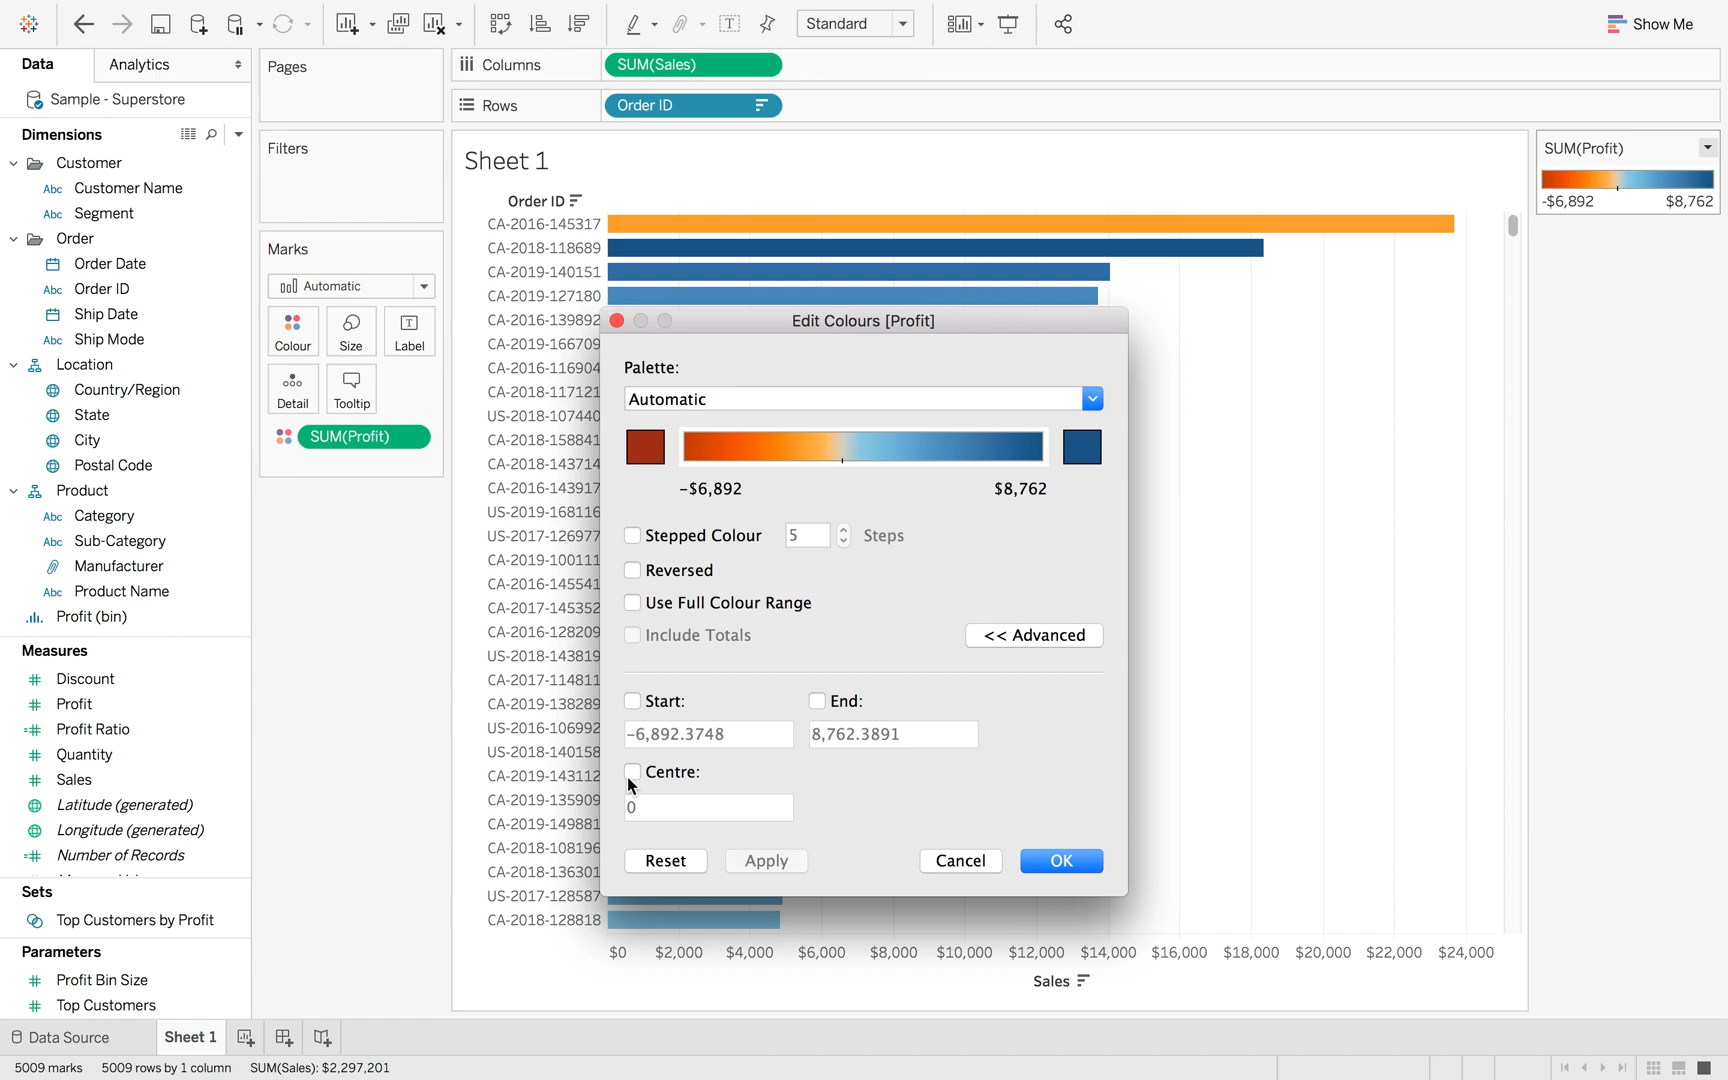 Standard
Show Me
Data
Analytics
Sample - Superstore
Dimensions
Customer
Abc Customer Name
Abc Segment
Order
Order Date
Abc Order ID
Ship Date
Abc Ship Mode
Location
Country/Region
State
City
Postal Code
Product
Abc Category
Abc Sub-Category
Manufacturer
Abc Product Name
Profit (bin)
Measures
Discount
Profit
Profit Ratio
Quantity
Sales
Latitude (generated)
Longitude (generated)
Number of Records
Sets
Top Customers by Profit
Parameters
Profit Bin Size
Top Customers
Pages
Filters
Marks
Automatic
Colour
Size
Label
Detail
Tooltip
SUM(Profit)
Columns
SUM(Sales)
Rows
Order ID
Sheet 1
Order ID
CA-2016-145317
CA-2018-118689
CA-2019-140151
CA-2019-127180
CA-2016-139892
CA-2019-166709
CA-2016-116904
CA-2018-117121
US-2018-107440
CA-2018-158841
CA-2018-143714
CA-2016-143917
US-2019-168116
US-2017-126977
CA-2019-100111
CA-2016-145541
CA-2017-145352
CA-2016-128209
US-2018-143819
CA-2017-114811
CA-2019-138289
US-2016-106992
US-2018-140158
CA-2019-143112
CA-2019-135909
CA-2019-149881
CA-2018-108196
CA-2016-136301
US-2017-128587
CA-2018-128818
$0 $2,000 $4,000 $6,000 $8,000 $10,000 $12,000 $14,000 $16,000 $18,000 $20,000 $22,000 $24,000
Sales
Edit Colours [Profit]
Palette:
Automatic
-$6,892 $8,762
Stepped Colour 5 Steps
Reversed
Use Full Colour Range
Include Totals
<< Advanced
Start: End:
-6,892.3748 8,762.3891
Centre:
0
Reset Apply Cancel OK
SUM(Profit)
-$6,892 $8,762
Data Source
Sheet 1
5009 marks 5009 rows by 1 column SUM(Sales): $2,297,201